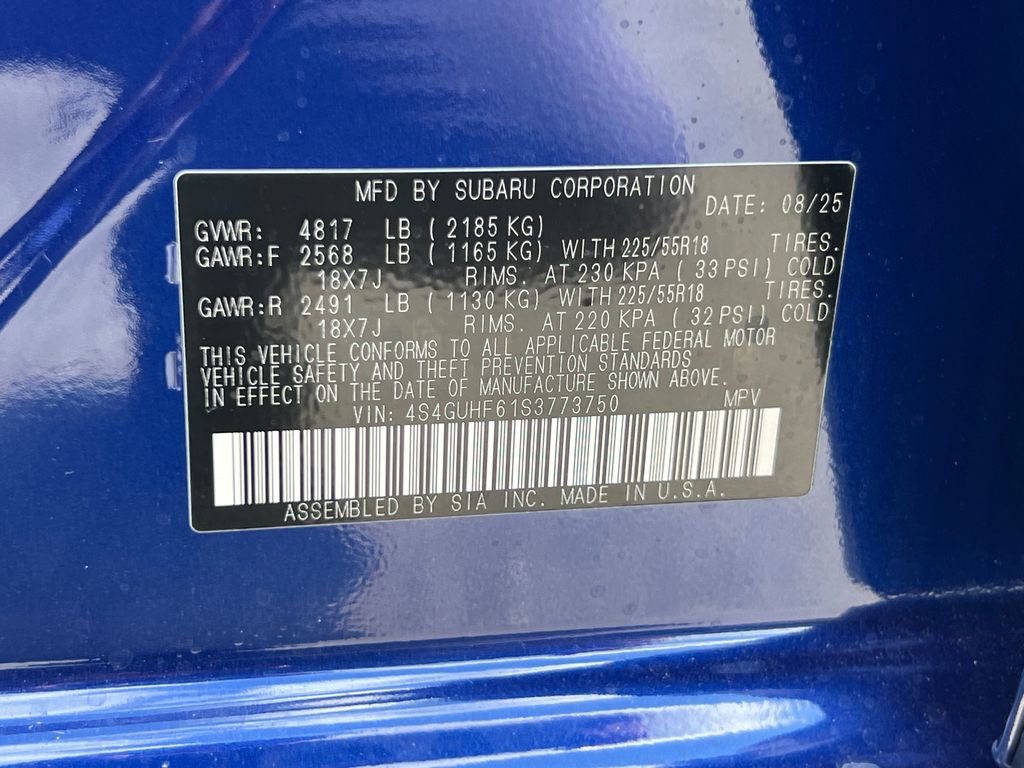 MFD BY SUBARU CORPORATION
DATE: 08/25
GVWR: 4817 LB ( 2185 KG)
GAWR:F 2568 LB ( 1165 KG) WITH 225/55R18 TIRES.
18X7J RIMS. AT 230 KPA ( 33 PSI) COLD
GAWR:R 2491 LB ( 1130 KG) WITH 225/55R18 TIRES.
18X7J RIMS. AT 220 KPA ( 32 PSI) COLD
THIS VEHICLE CONFORMS TO ALL APPLICABLE FEDERAL MOTOR
VEHICLE SAFETY AND THEFT PREVENTION STANDARDS
IN EFFECT ON THE DATE OF MANUFACTURE SHOWN ABOVE.
VIN: 4S4GUHF61S3773750 MPV
ASSEMBLED BY SIA INC. MADE IN U.S.A.